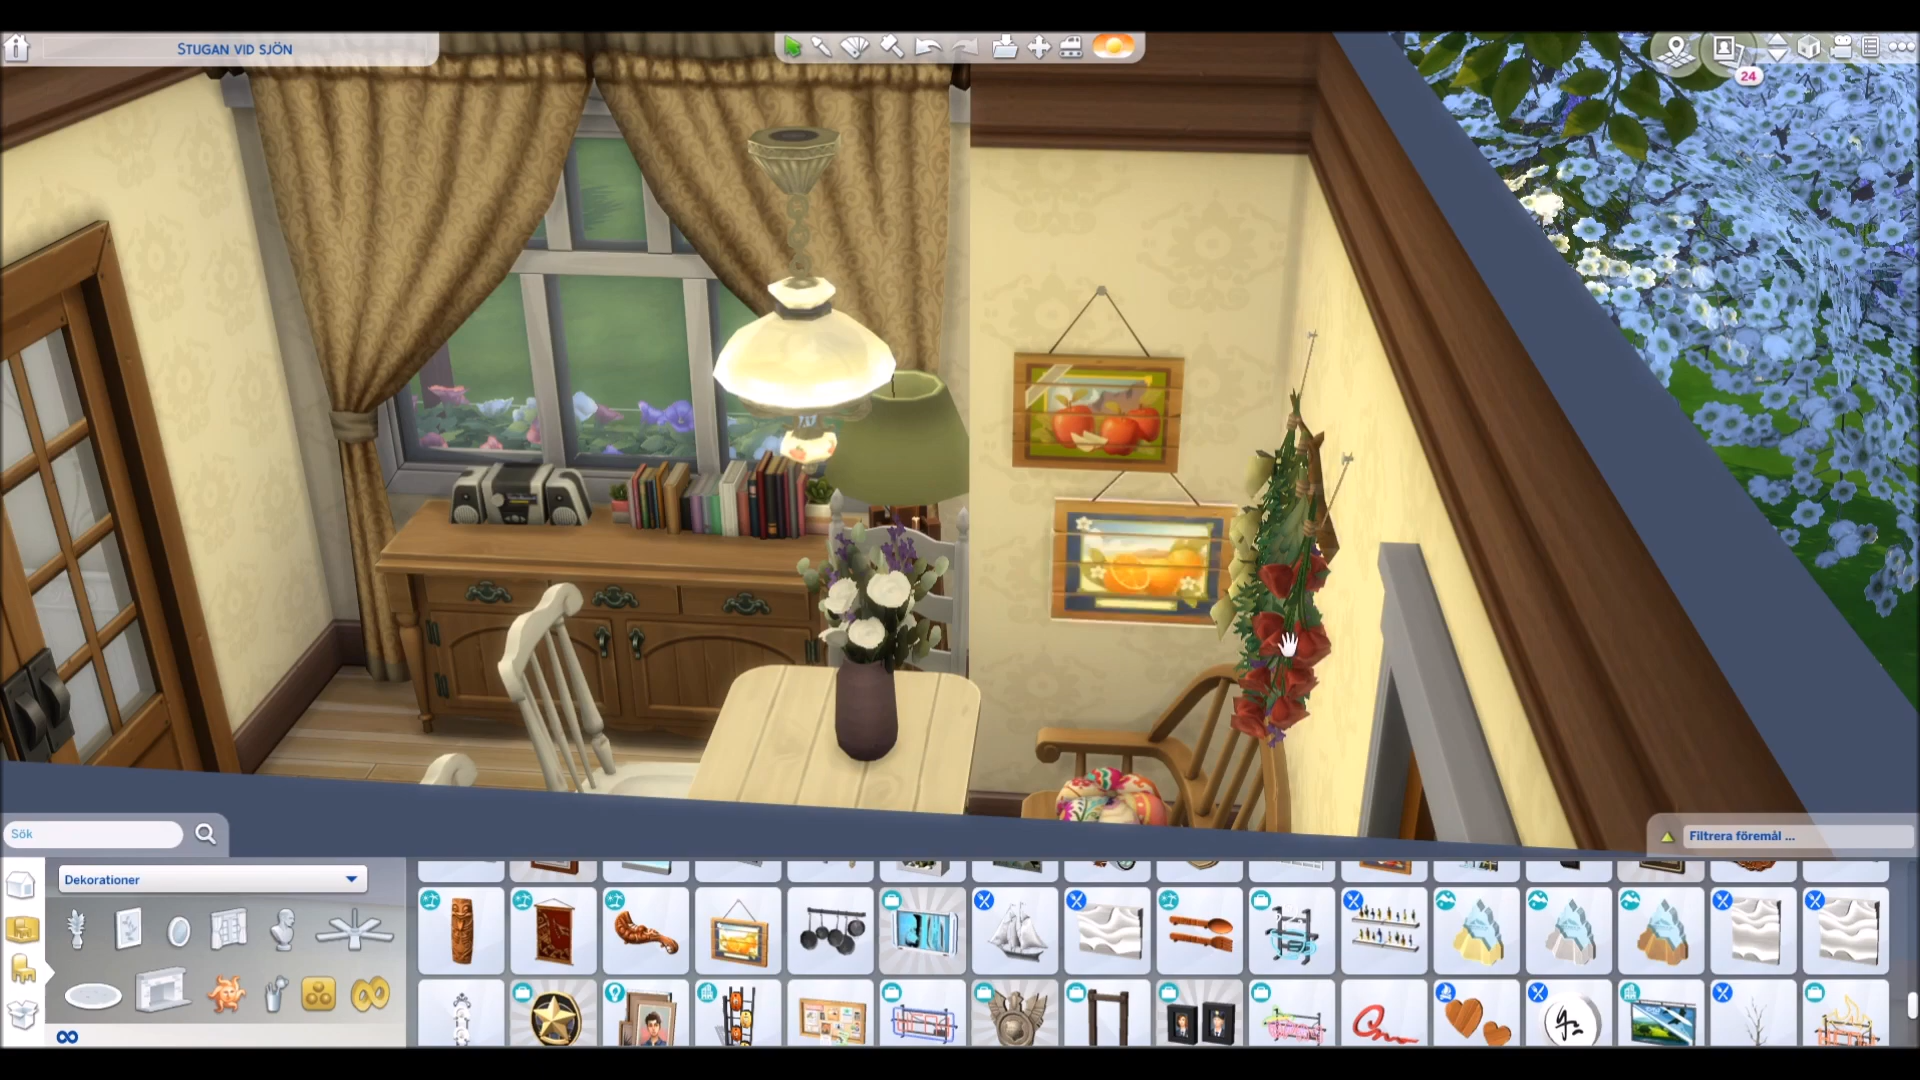 STUGAN VID SJÖN
24
Sök
Filtrera föremål ...
Dekorationer